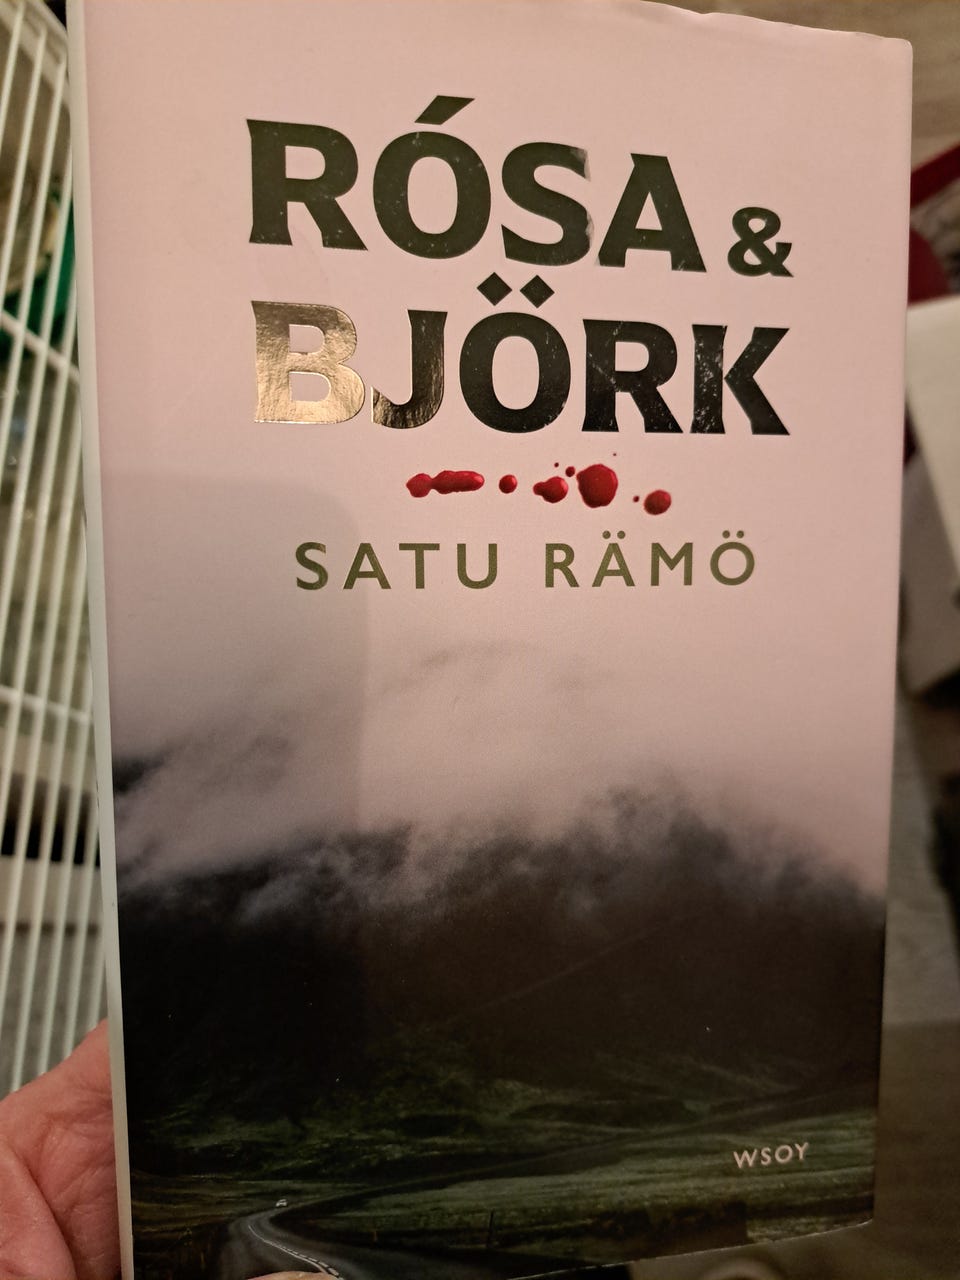 RÓSA &
BJÖRK
SATU RÄMÖ
WSOY